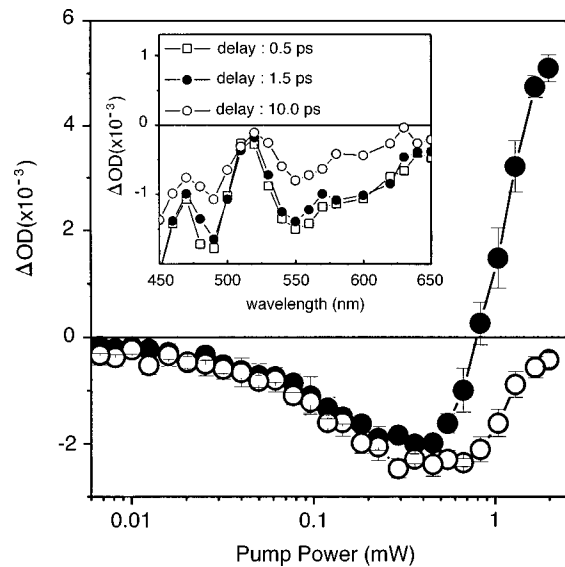 6
4
2
0
-2
ΔOD(x10⁻³)
0.01
0.1
1
Pump Power (mW)
1
0
-1
ΔOD(x10⁻³)
delay : 0.5 ps
delay : 1.5 ps
delay : 10.0 ps
450
500
550
600
650
wavelength (nm)